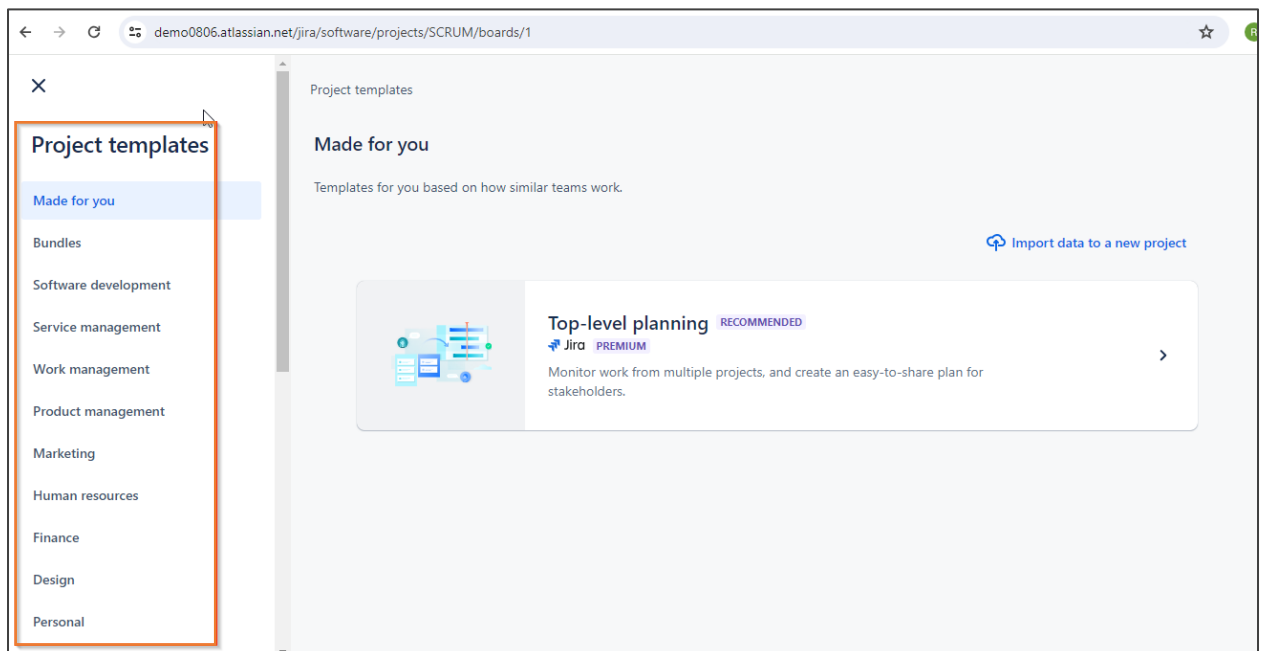 demo0806.atlassian.net/jira/software/projects/SCRUM/boards/1
R
Project templates
Made for you
Bundles
Software development
Service management
Work management
Product management
Marketing
Human resources
Finance
Design
Personal
Project templates
Made for you
Templates for you based on how similar teams work.
Import data to a new project
Top-level planning RECOMMENDED
Jira PREMIUM
Monitor work from multiple projects, and create an easy-to-share plan for
stakeholders.